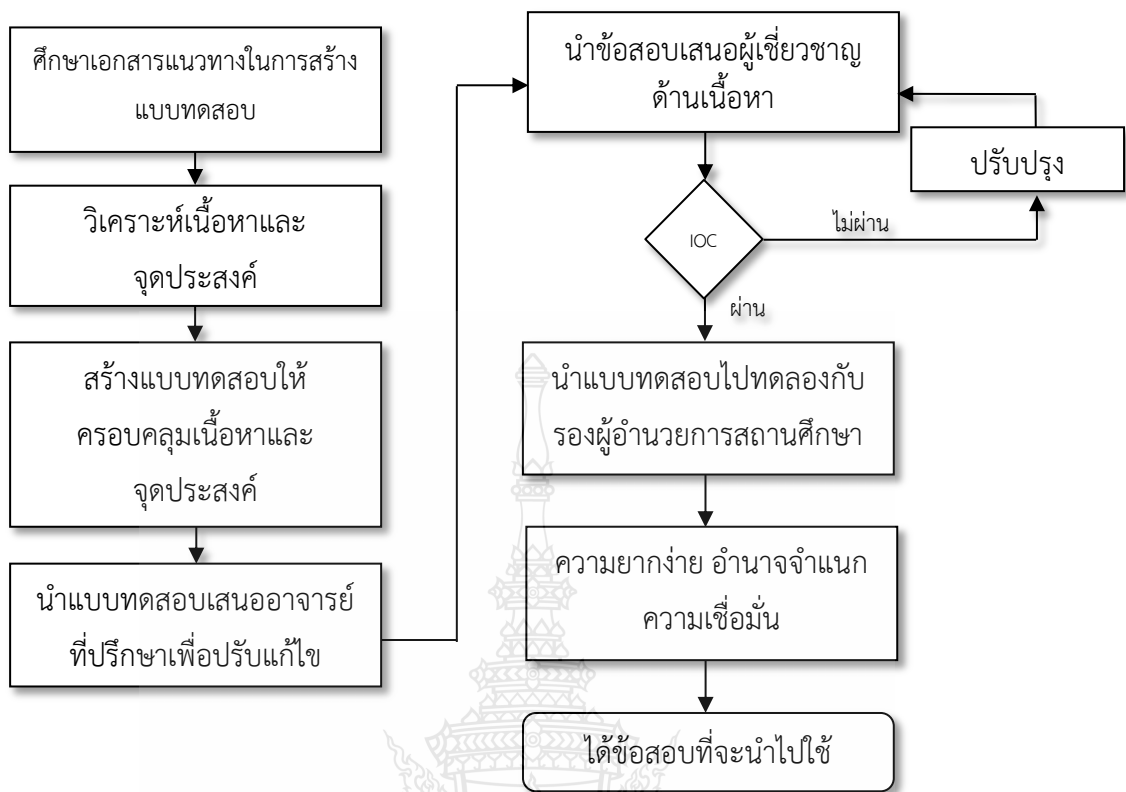 ศึกษาเอกสารแนวทางในการสร้าง
แบบทดสอบ
วิเคราะห์เนื้อหาและ
จุดประสงค์
สร้างแบบทดสอบให้
ครอบคลุมเนื้อหาและ
จุดประสงค์
นำแบบทดสอบเสนออาจารย์
ที่ปรึกษาเพื่อปรับแก้ไข
นำข้อสอบเสนอผู้เชี่ยวชาญ
ด้านเนื้อหา
ปรับปรุง
IOC
ไม่ผ่าน
ผ่าน
นำแบบทดสอบไปทดลองกับ
รองผู้อำนวยการสถานศึกษา
ความยากง่าย อำนาจจำแนก
ความเชื่อมั่น
ได้ข้อสอบที่จะนำไปใช้